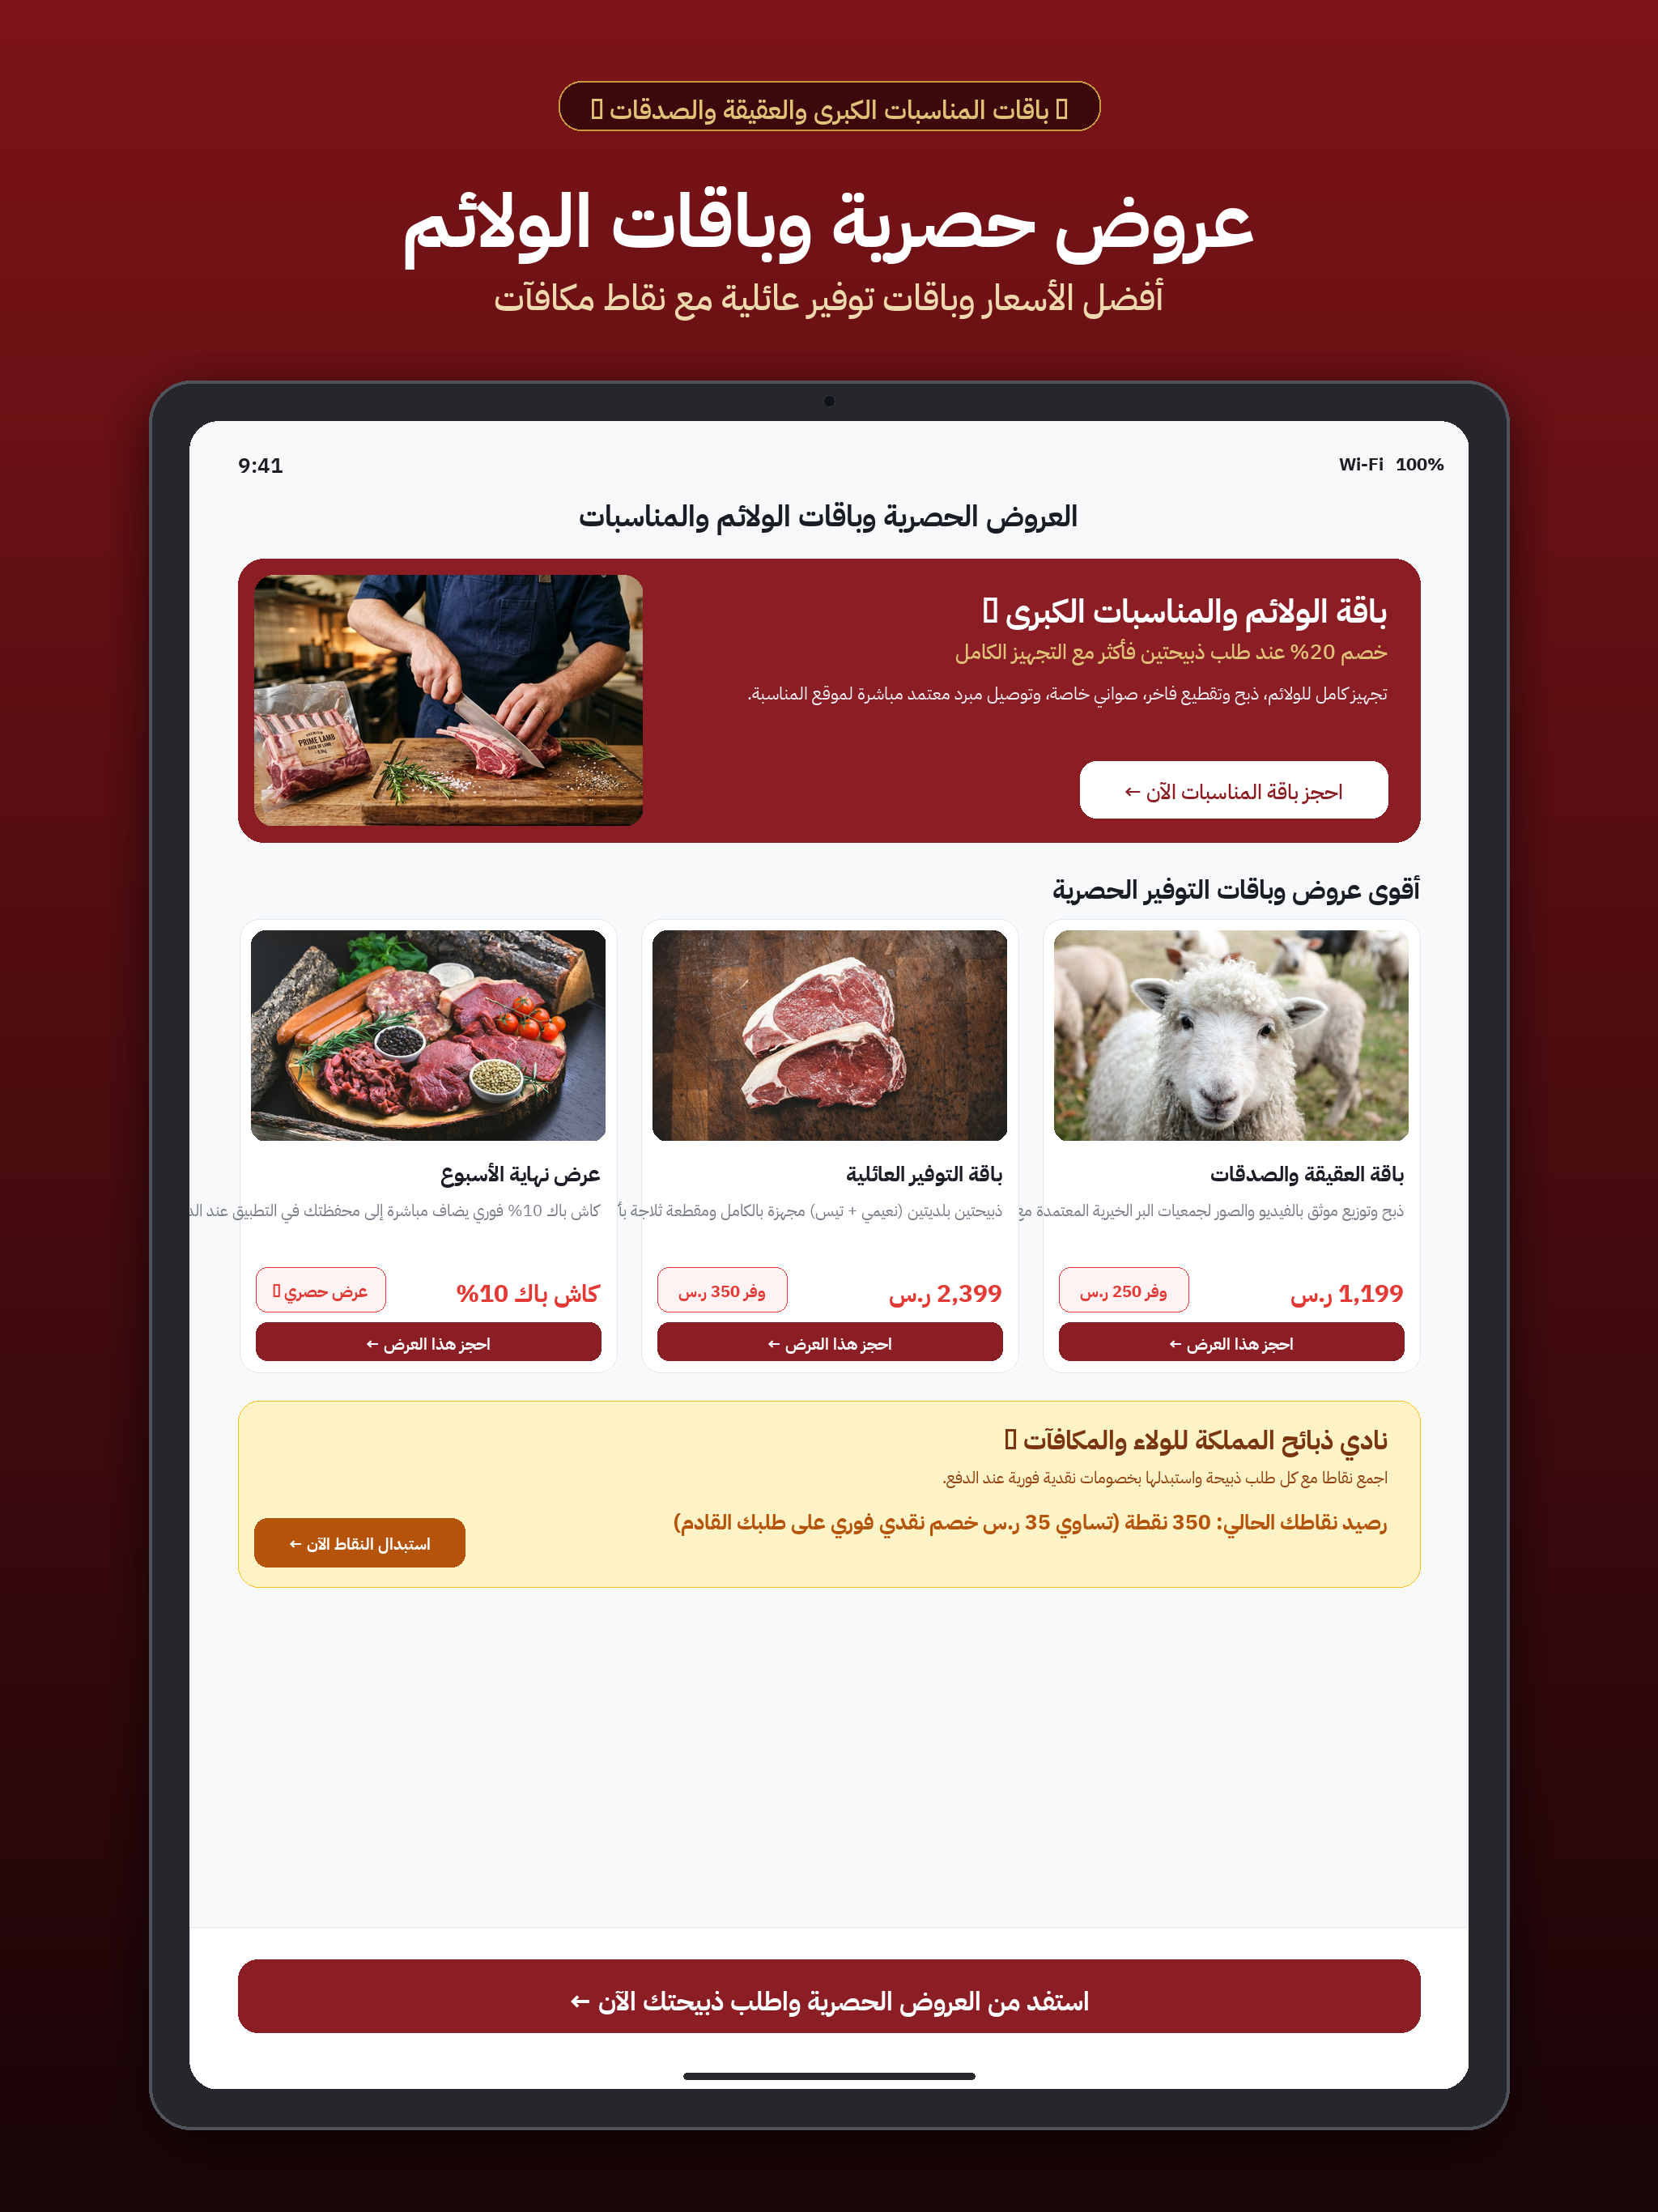 ▯ باقات المناسبات الكبرى والعقيقة والصدقات ▯
عروض حصرية وباقات الولائم
أفضل الأسعار وباقات توفير عائلية مع نقاط مكافآت
9:41
Wi-Fi 100%
العروض الحصرية وباقات الولائم والمناسبات
باقة الولائم والمناسبات الكبرى ▯
خصم 20% عند طلب ذبيحتين فأكثر مع التجهيز الكامل
تجهيز كامل للولائم، ذبح وتقطيع فاخر، صواني خاصة، وتوصيل مبرد معتمد مباشرة لموقع المناسبة.
احجز باقة المناسبات الآن ←
PREMIUM
PRIME LAMB
RACK OF LAMB
أقوى عروض وباقات التوفير الحصرية
باقة العقيقة والصدقات
ذبح وتوزيع موثق بالفيديو والصور لجمعيات البر الخيرية المعتمدة مع
1,199 ر.س
وفر 250 ر.س
احجز هذا العرض ←
باقة التوفير العائلية
ذبيحتين بلديتين (نعيمي + تيس) مجهزة بالكامل ومقطعة ثلاجة بأ
2,399 ر.س
وفر 350 ر.س
احجز هذا العرض ←
عرض نهاية الأسبوع
كاش باك 10% فوري يضاف مباشرة إلى محفظتك في التطبيق عند الد
كاش باك 10%
عرض حصري ▯
احجز هذا العرض ←
نادي ذبائح المملكة للولاء والمكافآت ▯
اجمع نقاطا مع كل طلب ذبيحة واستبدلها بخصومات نقدية فورية عند الدفع.
رصيد نقاطك الحالي: 350 نقطة (تساوي 35 ر.س خصم نقدي فوري على طلبك القادم)
استبدال النقاط الآن ←
استفد من العروض الحصرية واطلب ذبيحتك الآن ←